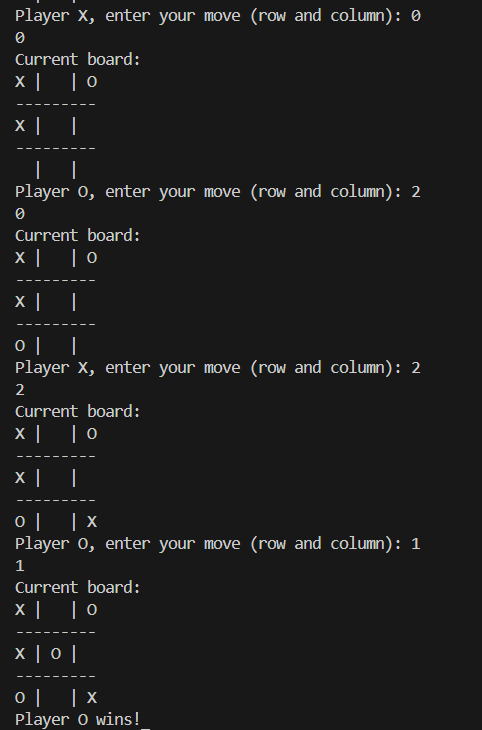 Player X, enter your move (row and column): 0
0
Current board:
X |   | O
---------
X |   |
---------
  |   |
Player O, enter your move (row and column): 2
0
Current board:
X |   | O
---------
X |   |
---------
O |   |
Player X, enter your move (row and column): 2
2
Current board:
X |   | O
---------
X |   |
---------
O |   | X
Player O, enter your move (row and column): 1
1
Current board:
X |   | O
---------
X | O |
---------
O |   | X
Player O wins!